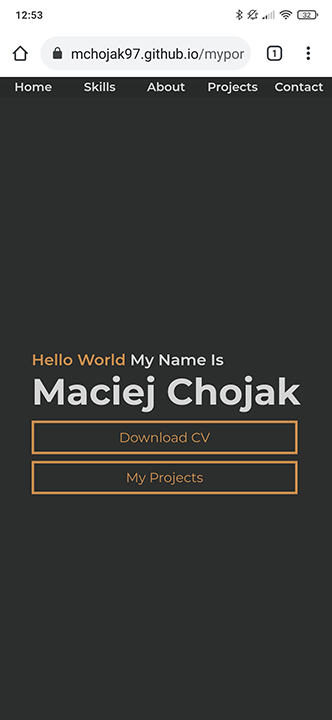 12:53
32
mchojak97.github.io/mypor
1
Home Skills About Projects Contact
Hello World My Name Is
Maciej Chojak
Download CV
My Projects